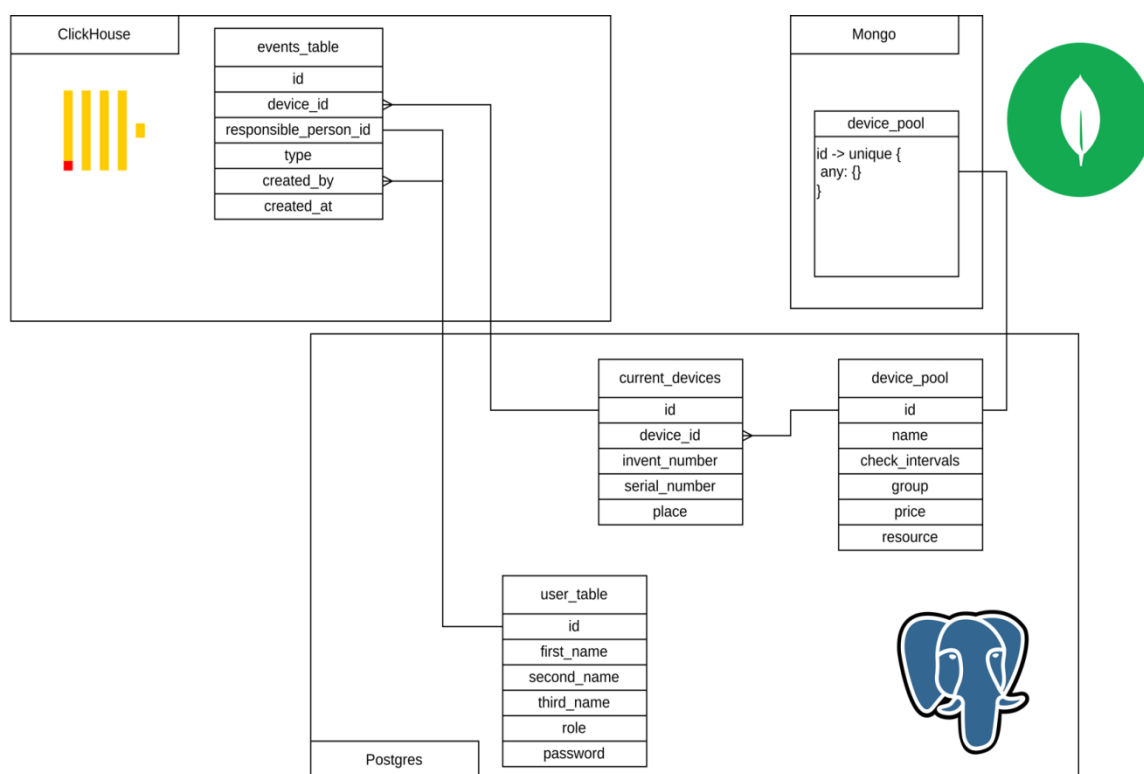 ClickHouse
events_table
id
device_id
responsible_person_id
type
created_by
created_at
Mongo
device_pool
id -> unique {
any: {}
}
current_devices
id
device_id
invent_number
serial_number
place
device_pool
id
name
check_intervals
group
price
resource
user_table
id
first_name
second_name
third_name
role
password
Postgres